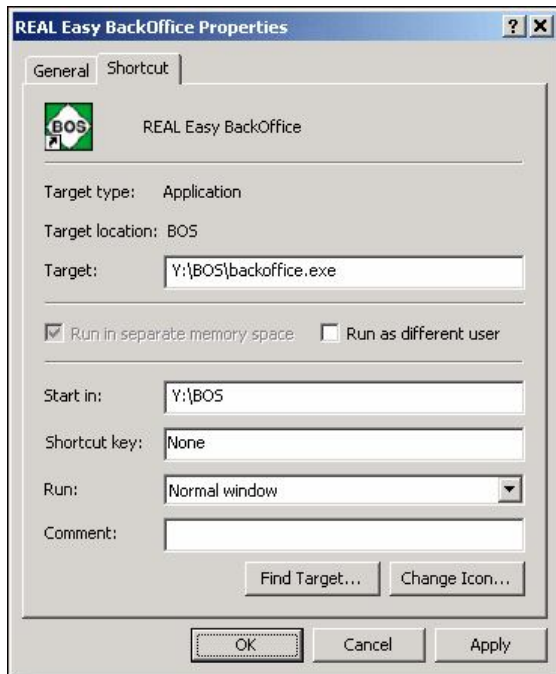 REAL Easy BackOffice Properties
General Shortcut
BOS REAL Easy BackOffice
Target type: Application
Target location: BOS
Target: Y:\BOS\backoffice.exe
Run in separate memory space Run as different user
Start in: Y:\BOS
Shortcut key: None
Run: Normal window
Comment:
Find Target... Change Icon...
OK Cancel Apply